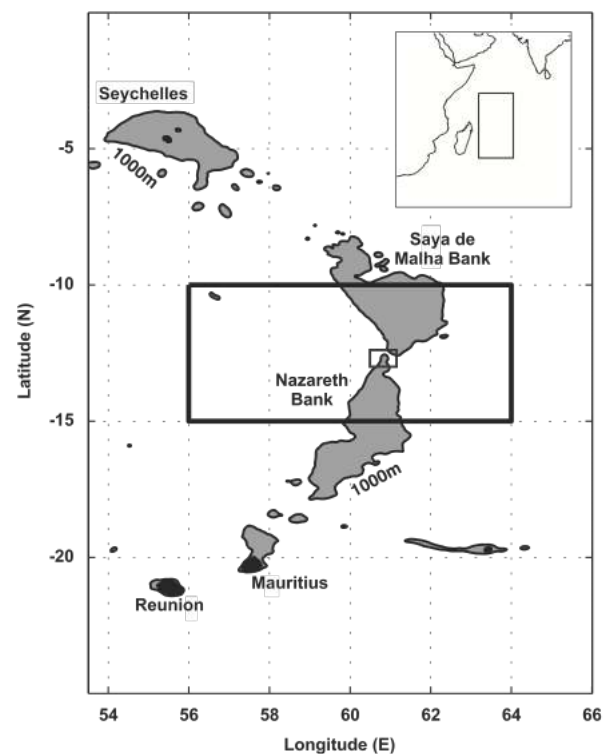 Seychelles
1000m
Saya de
Malha Bank
Nazareth
Bank
1000m
Mauritius
Reunion
Latitude (N)
0
-5
-10
-15
-20
54
56
58
60
62
64
66
Longitude (E)